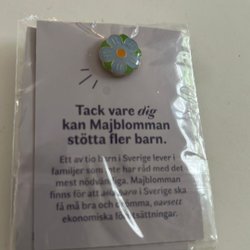 Tack vare dig
kan Majblomman
stötta fler barn.
Ett av tio barn i Sverige lever i
familjer som inte har råd med det
mest nödvändiga. Majblomman
finns för att alla barn i Sverige ska
få må bra och drömma, oavsett
ekonomiska förutsättningar.